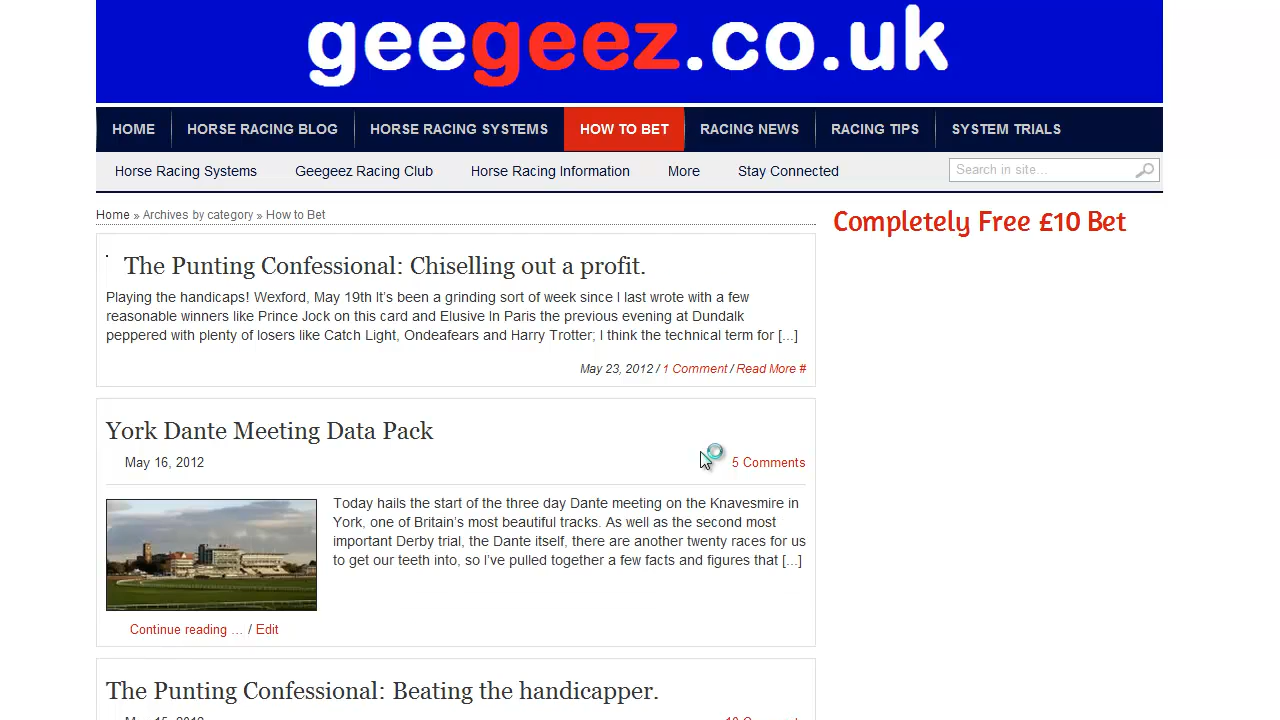 geegeez.co.uk
HOME HORSE RACING BLOG HORSE RACING SYSTEMS HOW TO BET RACING NEWS RACING TIPS SYSTEM TRIALS
Horse Racing Systems Geegeez Racing Club Horse Racing Information More Stay Connected Search in site...
Home » Archives by category » How to Bet
Completely Free £10 Bet
The Punting Confessional: Chiselling out a profit.
Playing the handicaps! Wexford, May 19th It's been a grinding sort of week since I last wrote with a few
reasonable winners like Prince Jock on this card and Elusive In Paris the previous evening at Dundalk
peppered with plenty of losers like Catch Light, Ondeafears and Harry Trotter; I think the technical term for [...]
May 23, 2012 / 1 Comment / Read More #
York Dante Meeting Data Pack
May 16, 2012 5 Comments
Today hails the start of the three day Dante meeting on the Knavesmire in
York, one of Britain's most beautiful tracks. As well as the second most
important Derby trial, the Dante itself, there are another twenty races for us
to get our teeth into, so I've pulled together a few facts and figures that [...]
Continue reading ... / Edit
The Punting Confessional: Beating the handicapper.